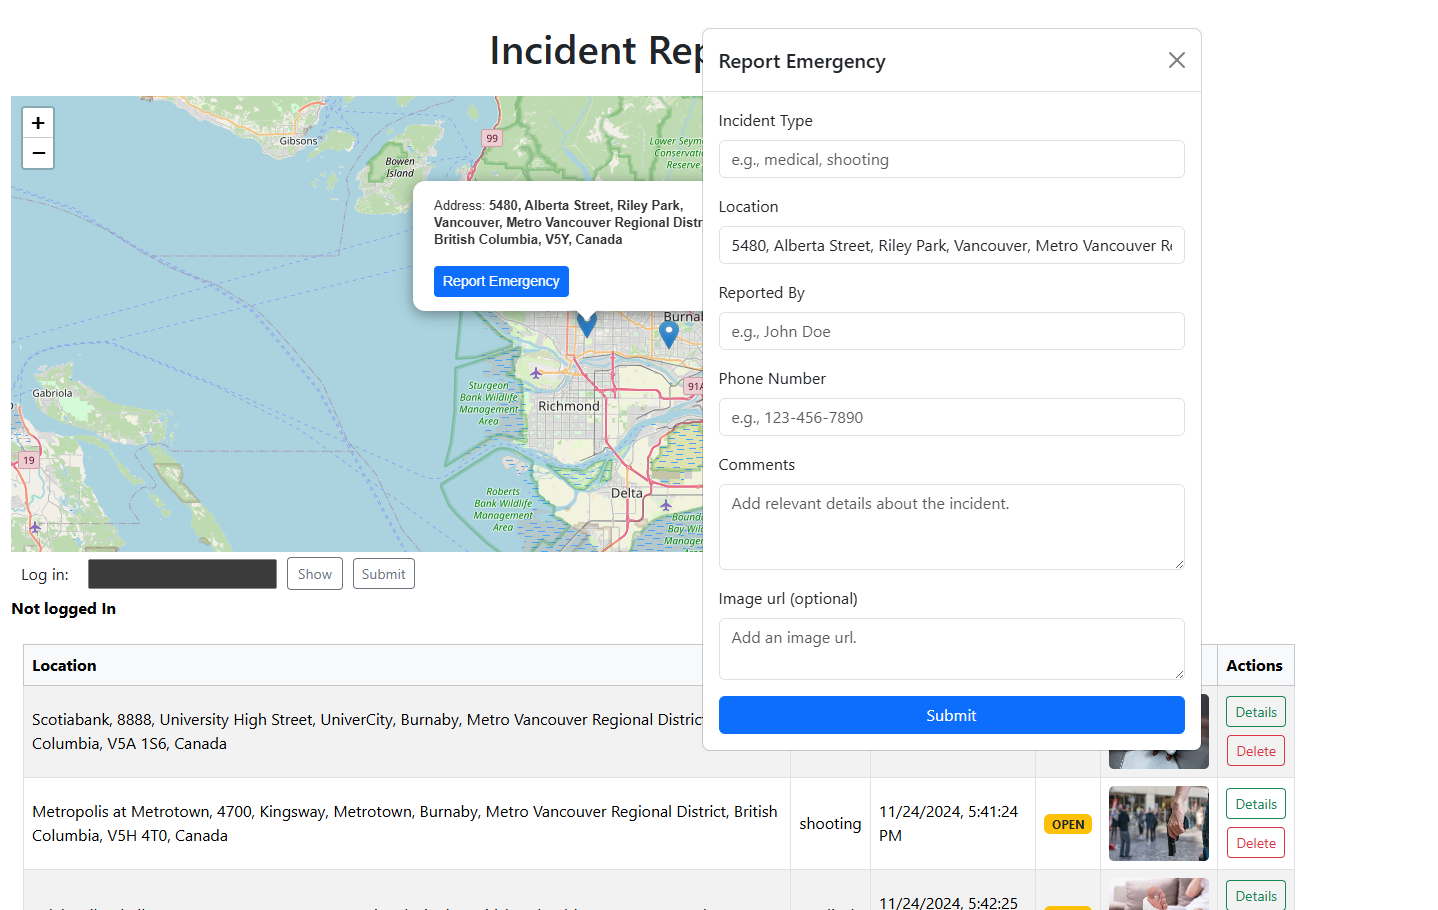 Incident Rep
Report Emergency
+
−
Gibsons
Bowen
Island
99
Lower Seym
Conservatio
Reserve
Address: 5480, Alberta Street, Riley Park,
Vancouver, Metro Vancouver Regional Distr
British Columbia, V5Y, Canada
Report Emergency
Burnab
Gabriola
Sturgeon
Bank Wildlife
Management
Area
Richmond
91A
19
Roberts
Bank Wildlife
Management
Area
Delta
Bound
Bay Wil
Manage
Incident Type
e.g., medical, shooting
Location
5480, Alberta Street, Riley Park, Vancouver, Metro Vancouver Re
Reported By
e.g., John Doe
Phone Number
e.g., 123-456-7890
Comments
Add relevant details about the incident.
Image url (optional)
Add an image url.
Submit
Log in:
Show
Submit
Not logged In
Location
Actions
Scotiabank, 8888, University High Street, UniverCity, Burnaby, Metro Vancouver Regional District
Columbia, V5A 1S6, Canada
Details
Delete
Metropolis at Metrotown, 4700, Kingsway, Metrotown, Burnaby, Metro Vancouver Regional District, British
Columbia, V5H 4T0, Canada
shooting
11/24/2024, 5:41:24
PM
OPEN
Details
Delete
11/24/2024, 5:42:25
Details